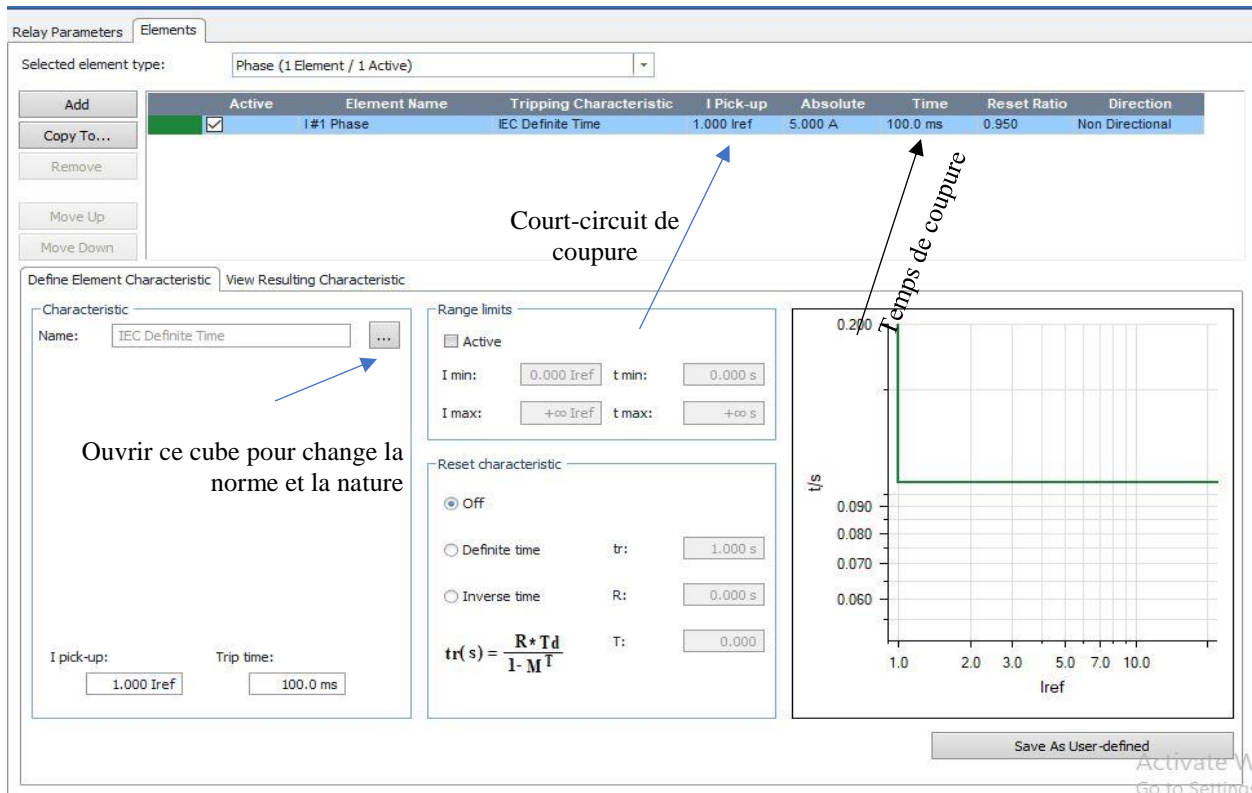 Relay Parameters Elements
Selected element type: Phase (1 Element / 1 Active)
Add
Copy To...
Remove
Move Up
Move Down
Active Element Name Tripping Characteristic I Pick-up Absolute Time Reset Ratio Direction
I #1 Phase IEC Definite Time 1.000 Iref 5.000 A 100.0 ms 0.950 Non Directional
Court-circuit de
coupure
Temps de coupure
Define Element Characteristic View Resulting Characteristic
Characteristic
Name: IEC Definite Time ...
Ouvrir ce cube pour change la
norme et la nature
I pick-up: Trip time:
1.000 Iref 100.0 ms
Range limits
Active
I min: 0.000 Iref t min: 0.000 s
I max: +∞ Iref t max: +∞ s
Reset characteristic
Off
Definite time tr: 1.000 s
Inverse time R: 0.000 s
T: 0.000
tr(s) = R*Td / 1-M^T
0.200
0.090
0.080
0.070
0.060
t/s
1.0 2.0 3.0 5.0 7.0 10.0
Iref
Save As User-defined
Activate W
Go to Settings